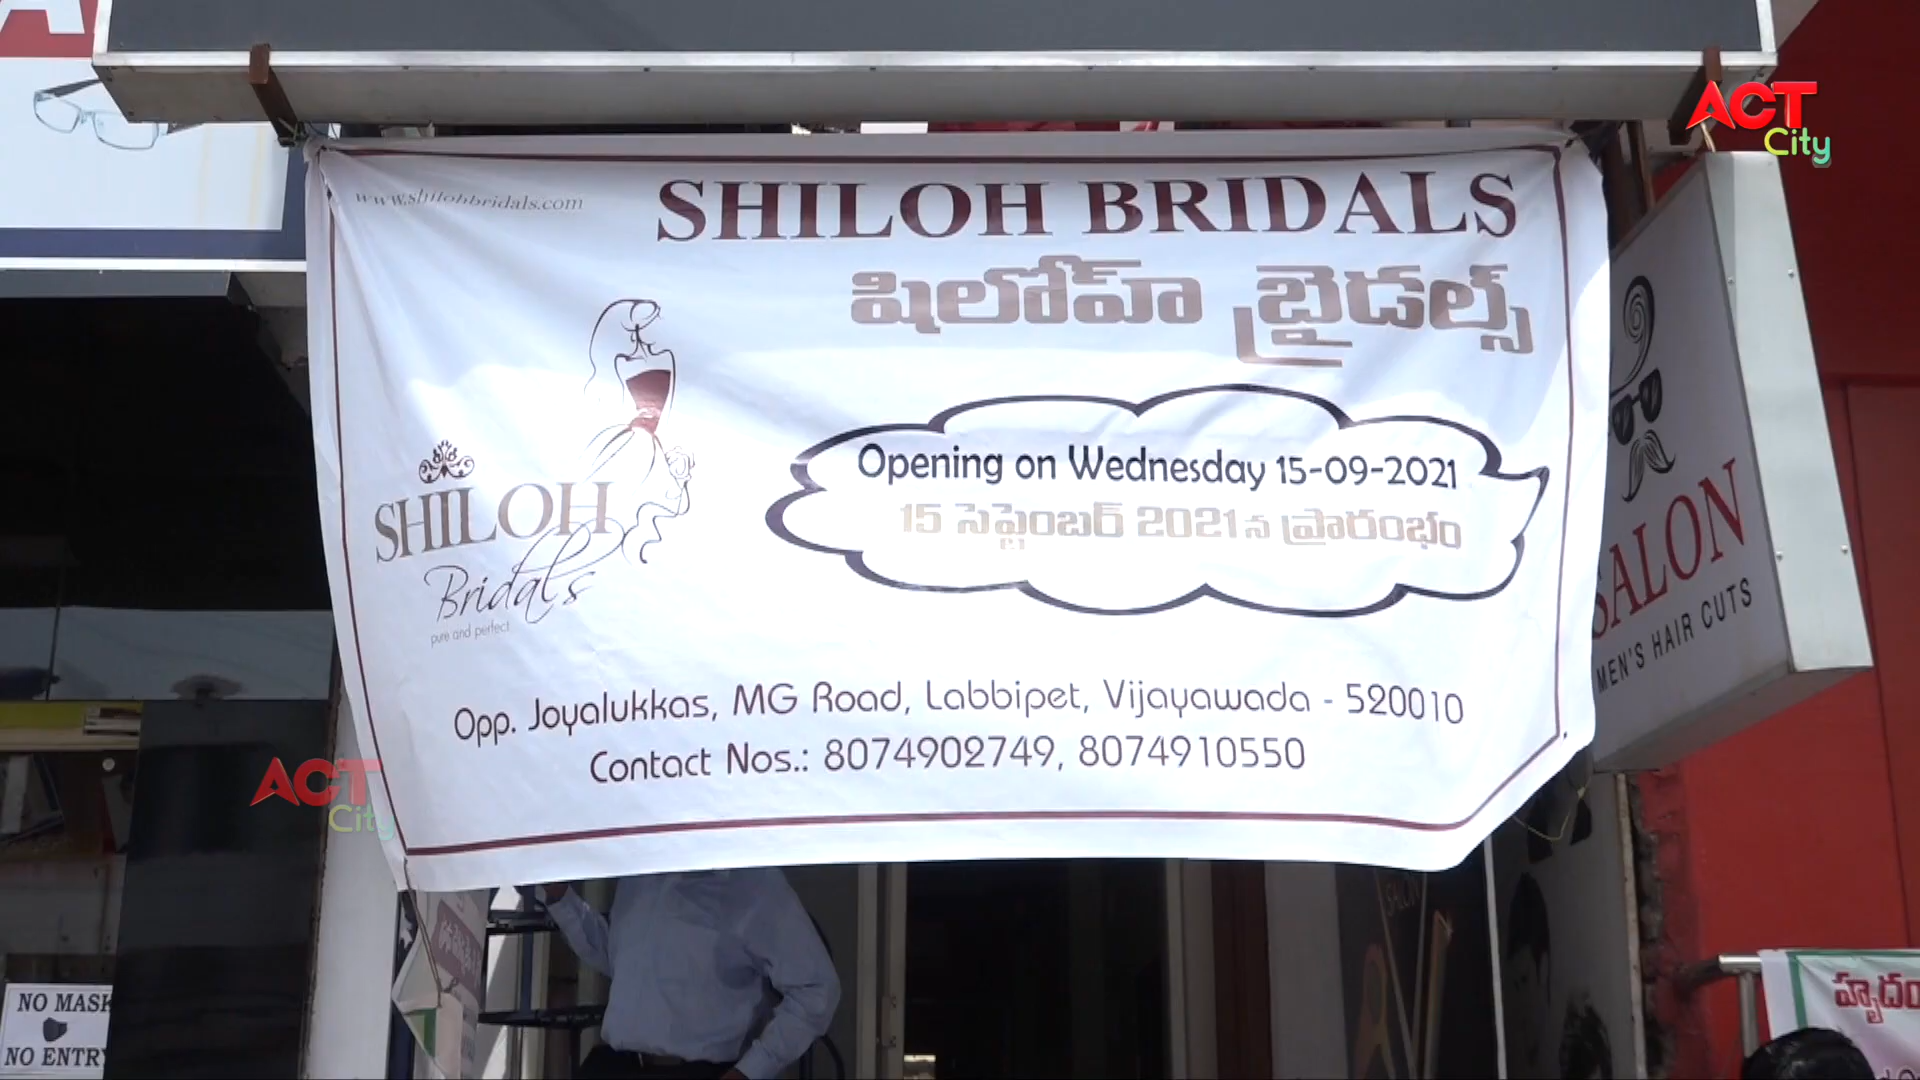 ACT
City
www.shilohbridals.com
SHILOH BRIDALS
షిలోహ్ బ్రైడల్స్
SHILOH
Bridals
pure and perfect
Opening on Wednesday 15-09-2021
15 సెప్టెంబర్ 2021న ప్రారంభం
Opp. Joyalukkas, MG Road, Labbipet, Vijayawada - 520010
Contact Nos.: 8074902749, 8074910550
SALON
MEN'S HAIR CUTS
ACT
City
NO MASK
NO ENTRY